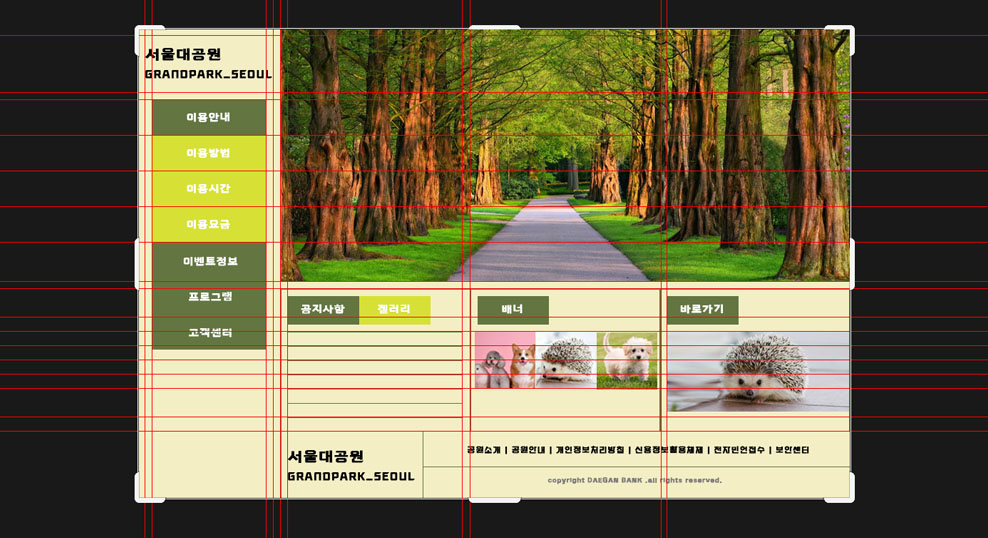 서울대공원
GRANDPARK_SEOUL
이용안내
이용방법
이용시간
이용요금
이벤트정보
프로그램
고객센터
공지사항
갤러리
배너
바로가기
서울대공원
GRANDPARK_SEOUL
공원소개 | 공원안내 | 개인정보처리방침 | 신용정보활용체제 | 전자민언접수 | 보안센터
copyright DAEGAN BANK .all rights reserved.